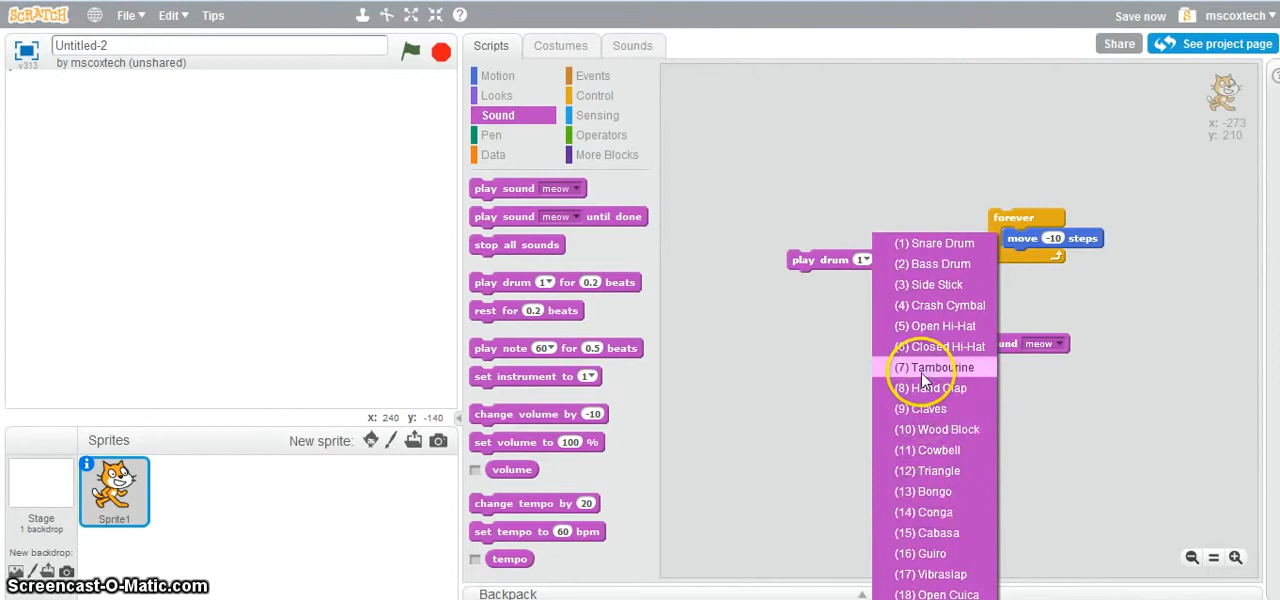 SCRATCH File Edit Tips Save now mscoxtech
Untitled-2
by mscoxtech (unshared)
v313
Scripts Costumes Sounds
Share See project page
Motion Events
Looks Control
Sound Sensing
Pen Operators
Data More Blocks
play sound meow
play sound meow until done
stop all sounds
play drum 1 for 0.2 beats
rest for 0.2 beats
play note 60 for 0.5 beats
set instrument to 1
change volume by -10
set volume to 100 %
volume
change tempo by 20
set tempo to 60 bpm
tempo
x: -273
y: 210
forever
move -10 steps
play drum 1
und meow
(1) Snare Drum
(2) Bass Drum
(3) Side Stick
(4) Crash Cymbal
(5) Open Hi-Hat
(6) Closed Hi-Hat
(7) Tambourine
(8) Hand Clap
(9) Claves
(10) Wood Block
(11) Cowbell
(12) Triangle
(13) Bongo
(14) Conga
(15) Cabasa
(16) Guiro
(17) Vibraslap
(18) Open Cuica
x: 240 y: -140
Sprites New sprite:
Sprite1
Stage
1 backdrop
New backdrop:
Screencast-O-Matic.com
Backpack